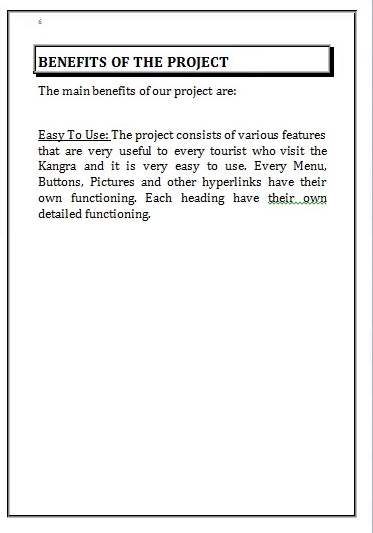 6
BENEFITS OF THE PROJECT
The main benefits of our project are:
Easy To Use: The project consists of various features
that are very useful to every tourist who visit the
Kangra and it is very easy to use. Every Menu,
Buttons, Pictures and other hyperlinks have their
own functioning. Each heading have their own
detailed functioning.